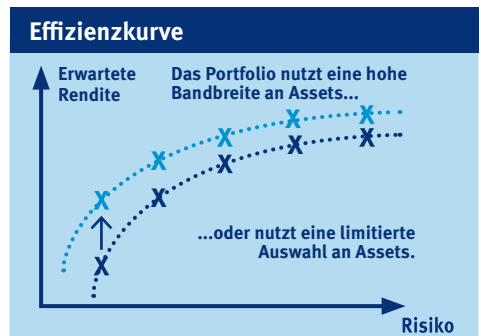 Effizienzkurve
Erwartete
Rendite
Das Portfolio nutzt eine hohe
Bandbreite an Assets...
X X X X X
X X X X X
...oder nutzt eine limitierte
Auswahl an Assets.
Risiko